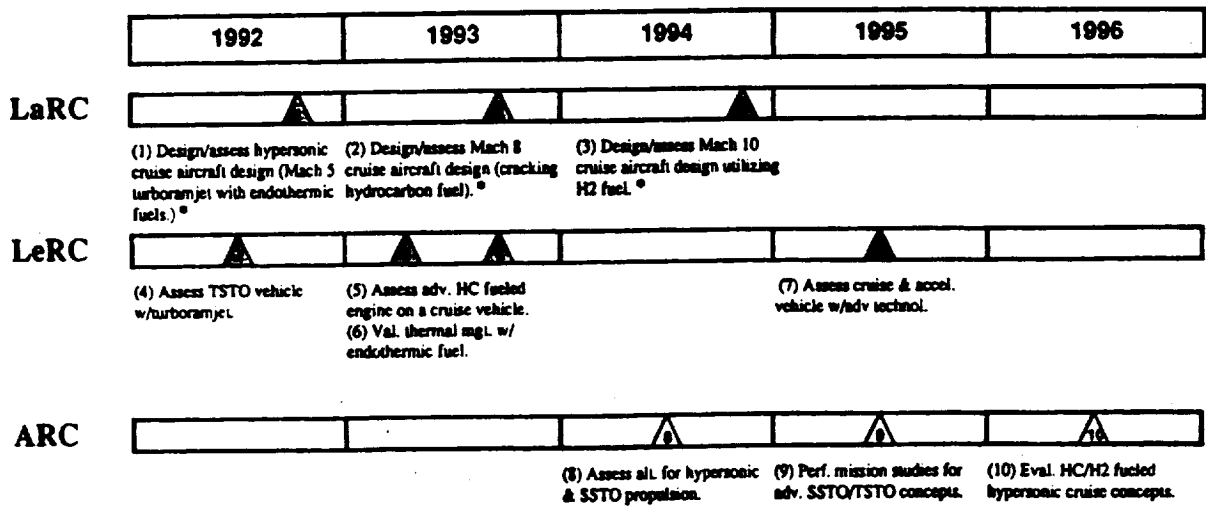 1992 1993 1994 1995 1996
LaRC
(1) Design/assess hypersonic
cruise aircraft design (Mach 5
turboramjet with endothermic
fuels.) *
(2) Design/assess Mach 8
cruise aircraft design (cracking
hydrocarbon fuel). *
(3) Design/assess Mach 10
cruise aircraft design utilizing
H2 fuel. *
LeRC
(4) Assess TSTO vehicle
w/turboramjet.
(5) Assess adv. HC fueled
engine on a cruise vehicle.
(6) Val. thermal mgt. w/
endothermic fuel.
(7) Assess cruise & accel.
vehicle w/adv technol.
ARC
8 9 10
(8) Assess alt. for hypersonic
& SSTO propulsion.
(9) Perf. mission studies for
adv. SSTO/TSTO concepts.
(10) Eval. HC/H2 fueled
hypersonic cruise concepts.